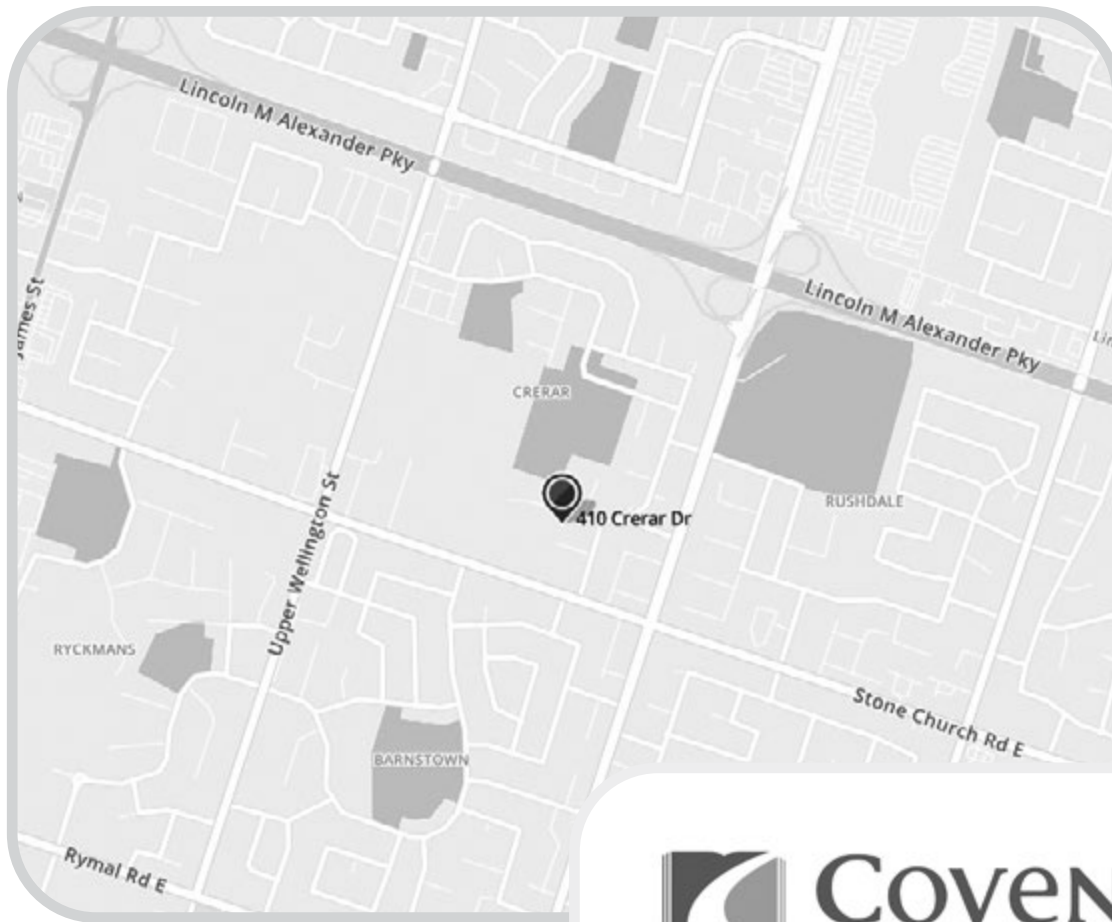 Lincoln M Alexander Pky
Lincoln M Alexander Pky
James St
CRERAR
410 Crerar Dr
RUSHDALE
Upper Wellington St
RYCKMANS
Stone Church Rd E
BARNSTOWN
Rymal Rd E